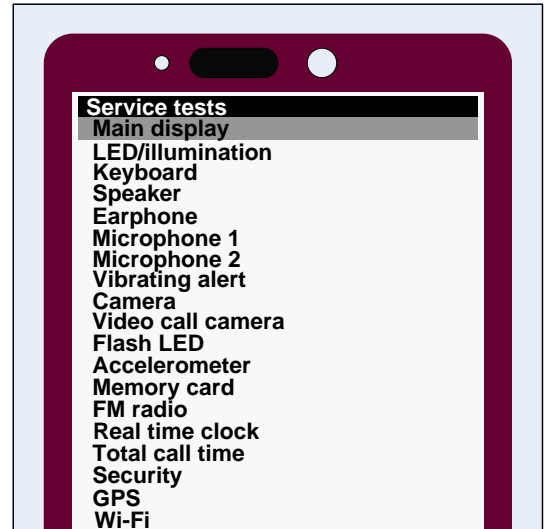 Service tests
Main display
LED/illumination
Keyboard
Speaker
Earphone
Microphone 1
Microphone 2
Vibrating alert
Camera
Video call camera
Flash LED
Accelerometer
Memory card
FM radio
Real time clock
Total call time
Security
GPS
Wi-Fi